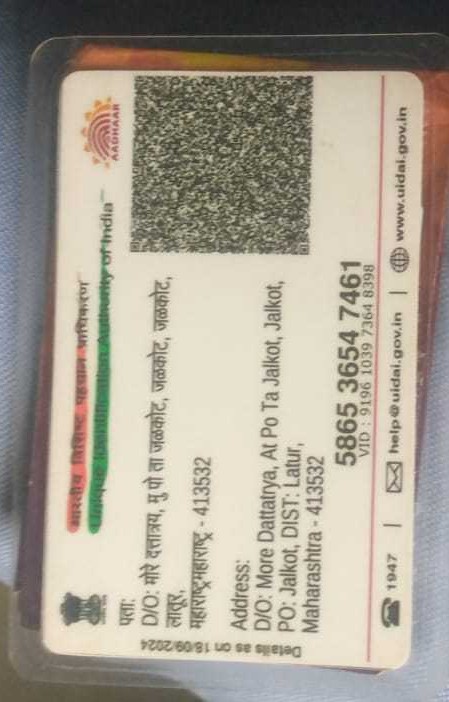 भारतीय विशिष्ट पहचान प्राधिकरण
Unique Identification Authority of India
AADHAAR
पता:
D/O: मोरे दत्तात्रय, मु पो ता जळकोट, जळकोट, जळकोट,
लातूर,
महाराष्ट्रमहाराष्ट्र - 413532
Address:
D/O: More Dattatrya, At Po Ta Jalkot, Jalkot,
PO: Jalkot, DIST: Latur,
Maharashtra - 413532
Details as on 18/09/2024
5865 3654 7461
VID : 9196 1039 7364 8398
1947 | help@uidai.gov.in | www.uidai.gov.in